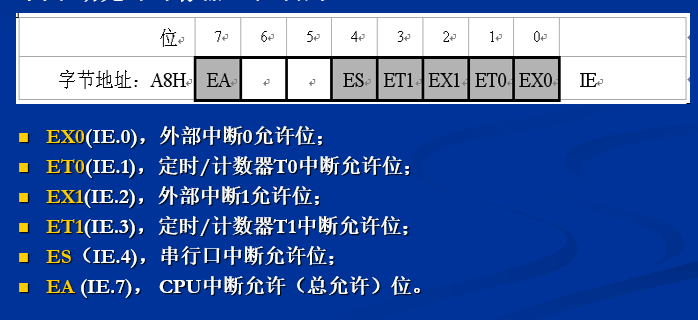 位 7 6 5 4 3 2 1 0
字节地址：A8H EA ES ET1 EX1 ET0 EX0 IE
EX0(IE.0)，外部中断0允许位；
ET0(IE.1)，定时/计数器T0中断允许位；
EX1(IE.2)，外部中断1允许位；
ET1(IE.3)，定时/计数器T1中断允许位；
ES（IE.4)，串行口中断允许位；
EA (IE.7)， CPU中断允许（总允许）位。